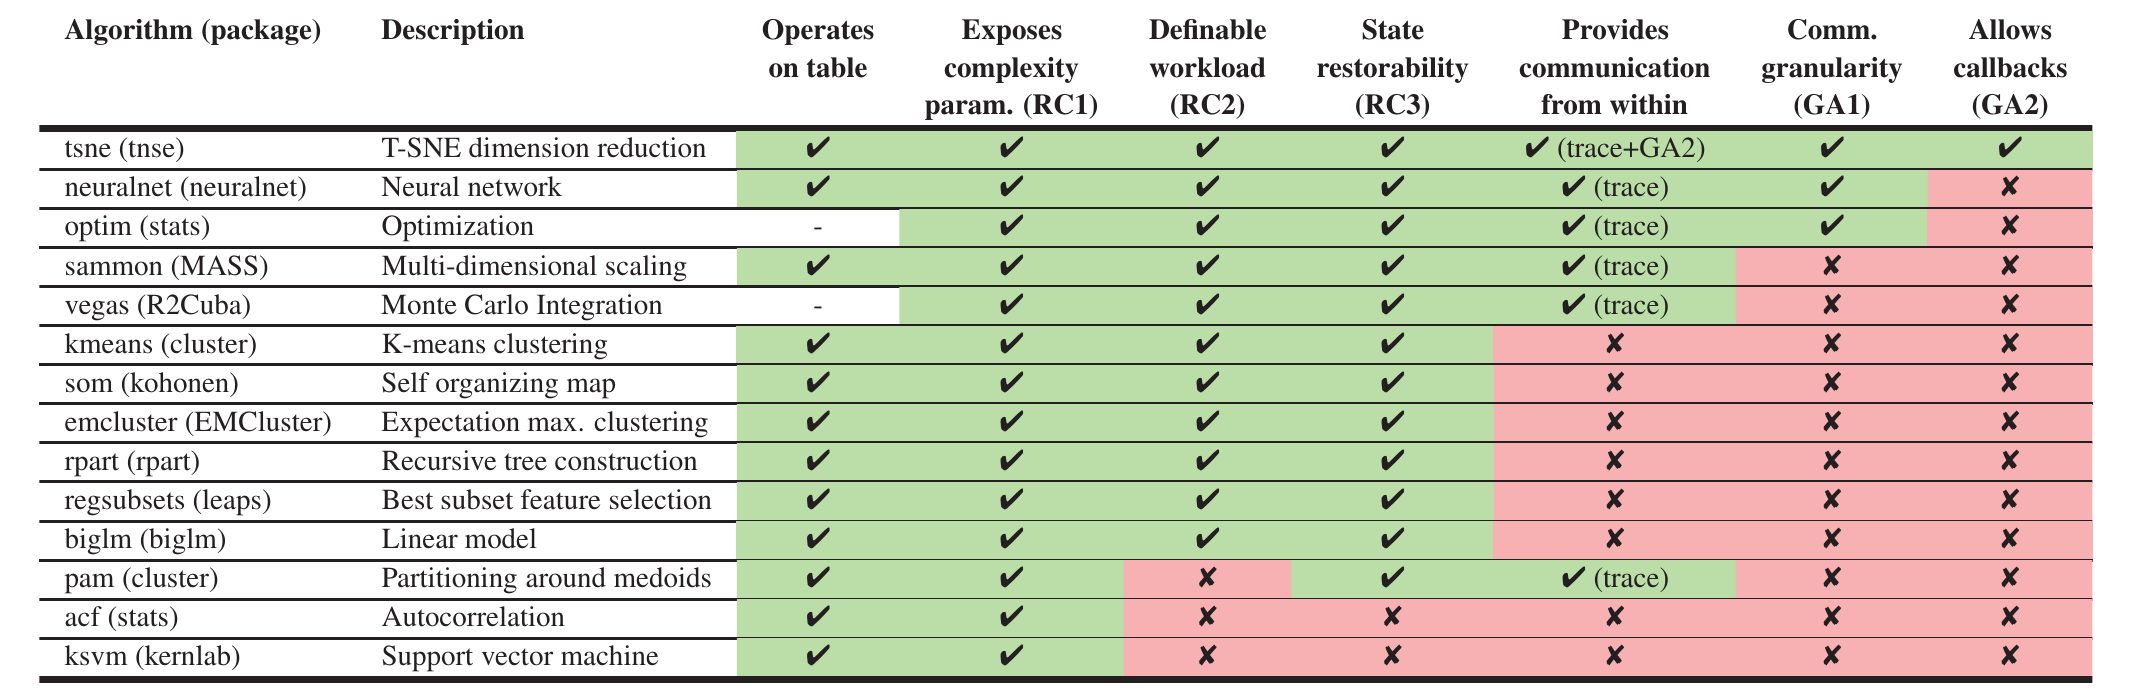 Algorithm (package) Description Operates Exposes Definable State Provides Comm. Allows
on table complexity workload restorability communication granularity callbacks
param. (RC1) (RC2) (RC3) from within (GA1) (GA2)
tsne (tnse) T-SNE dimension reduction ✔ ✔ ✔ ✔ ✔ (trace+GA2) ✔ ✔
neuralnet (neuralnet) Neural network ✔ ✔ ✔ ✔ ✔ (trace) ✔ ✘
optim (stats) Optimization - ✔ ✔ ✔ ✔ (trace) ✔ ✘
sammon (MASS) Multi-dimensional scaling ✔ ✔ ✔ ✔ ✔ (trace) ✘ ✘
vegas (R2Cuba) Monte Carlo Integration - ✔ ✔ ✔ ✔ (trace) ✘ ✘
kmeans (cluster) K-means clustering ✔ ✔ ✔ ✔ ✘ ✘ ✘
som (kohonen) Self organizing map ✔ ✔ ✔ ✔ ✘ ✘ ✘
emcluster (EMCluster) Expectation max. clustering ✔ ✔ ✔ ✔ ✘ ✘ ✘
rpart (rpart) Recursive tree construction ✔ ✔ ✔ ✔ ✘ ✘ ✘
regsubsets (leaps) Best subset feature selection ✔ ✔ ✔ ✔ ✘ ✘ ✘
biglm (biglm) Linear model ✔ ✔ ✔ ✔ ✘ ✘ ✘
pam (cluster) Partitioning around medoids ✔ ✔ ✘ ✔ ✔ (trace) ✘ ✘
acf (stats) Autocorrelation ✔ ✔ ✘ ✘ ✘ ✘ ✘
ksvm (kernlab) Support vector machine ✔ ✔ ✘ ✘ ✘ ✘ ✘